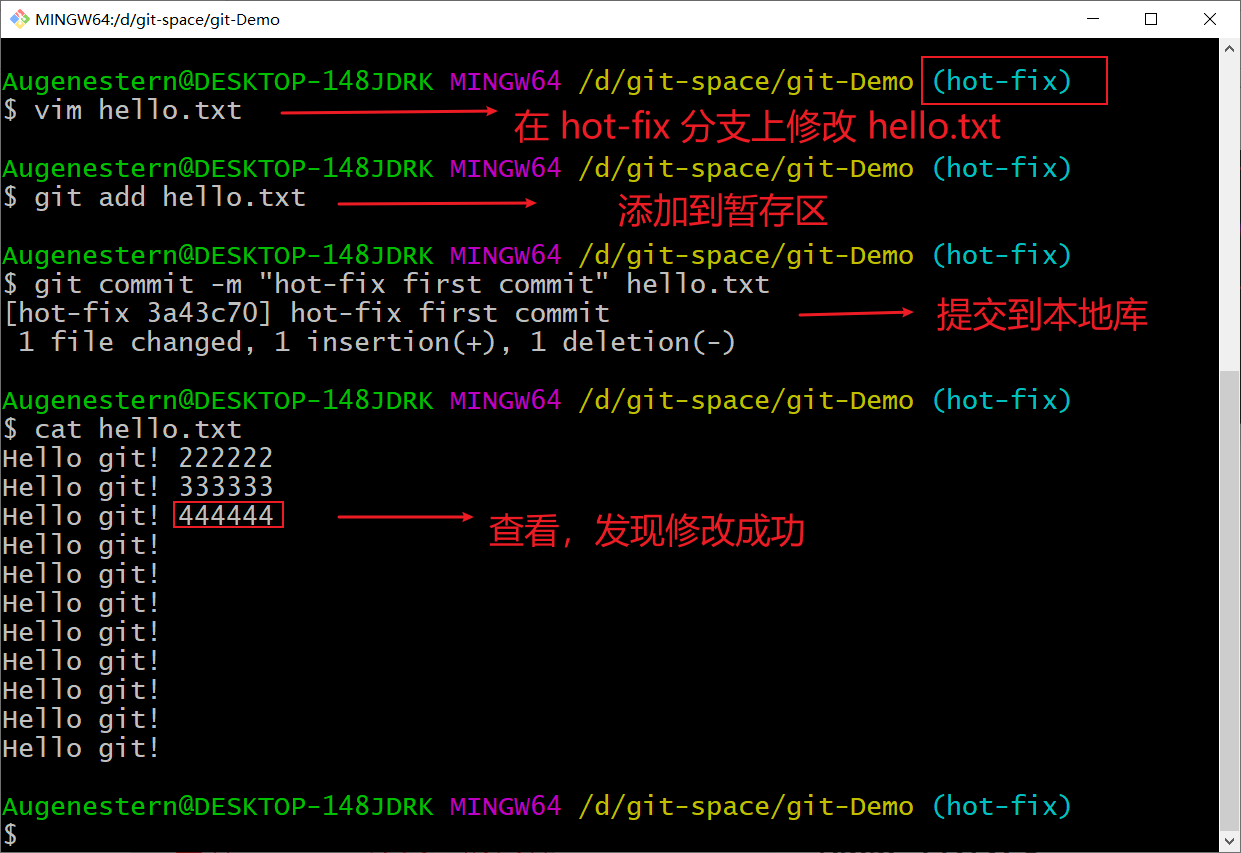 MINGW64:/d/git-space/git-Demo
Augenestern@DESKTOP-148JDRK MINGW64 /d/git-space/git-Demo (hot-fix)
$ vim hello.txt
在 hot-fix 分支上修改 hello.txt
Augenestern@DESKTOP-148JDRK MINGW64 /d/git-space/git-Demo (hot-fix)
$ git add hello.txt
添加到暂存区
Augenestern@DESKTOP-148JDRK MINGW64 /d/git-space/git-Demo (hot-fix)
$ git commit -m "hot-fix first commit" hello.txt
[hot-fix 3a43c70] hot-fix first commit
提交到本地库
1 file changed, 1 insertion(+), 1 deletion(-)
Augenestern@DESKTOP-148JDRK MINGW64 /d/git-space/git-Demo (hot-fix)
$ cat hello.txt
Hello git! 222222
Hello git! 333333
Hello git! 444444
查看，发现修改成功
Hello git!
Hello git!
Hello git!
Hello git!
Hello git!
Hello git!
Hello git!
Hello git!
Augenestern@DESKTOP-148JDRK MINGW64 /d/git-space/git-Demo (hot-fix)
$